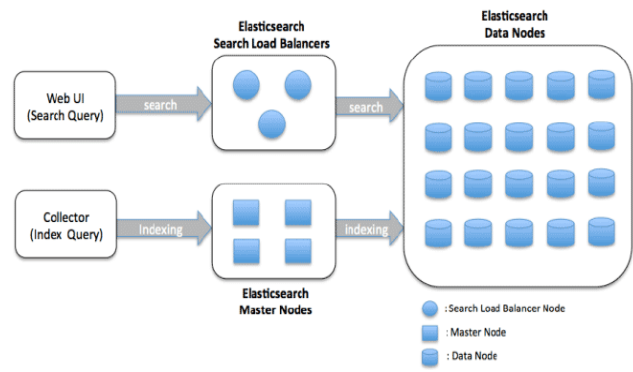 Elasticsearch
Search Load Balancers
Elasticsearch
Data Nodes
Web UI
(Search Query)
search
search
Collector
(Index Query)
Indexing
indexing
Elasticsearch
Master Nodes
: Search Load Balancer Node
: Master Node
: Data Node